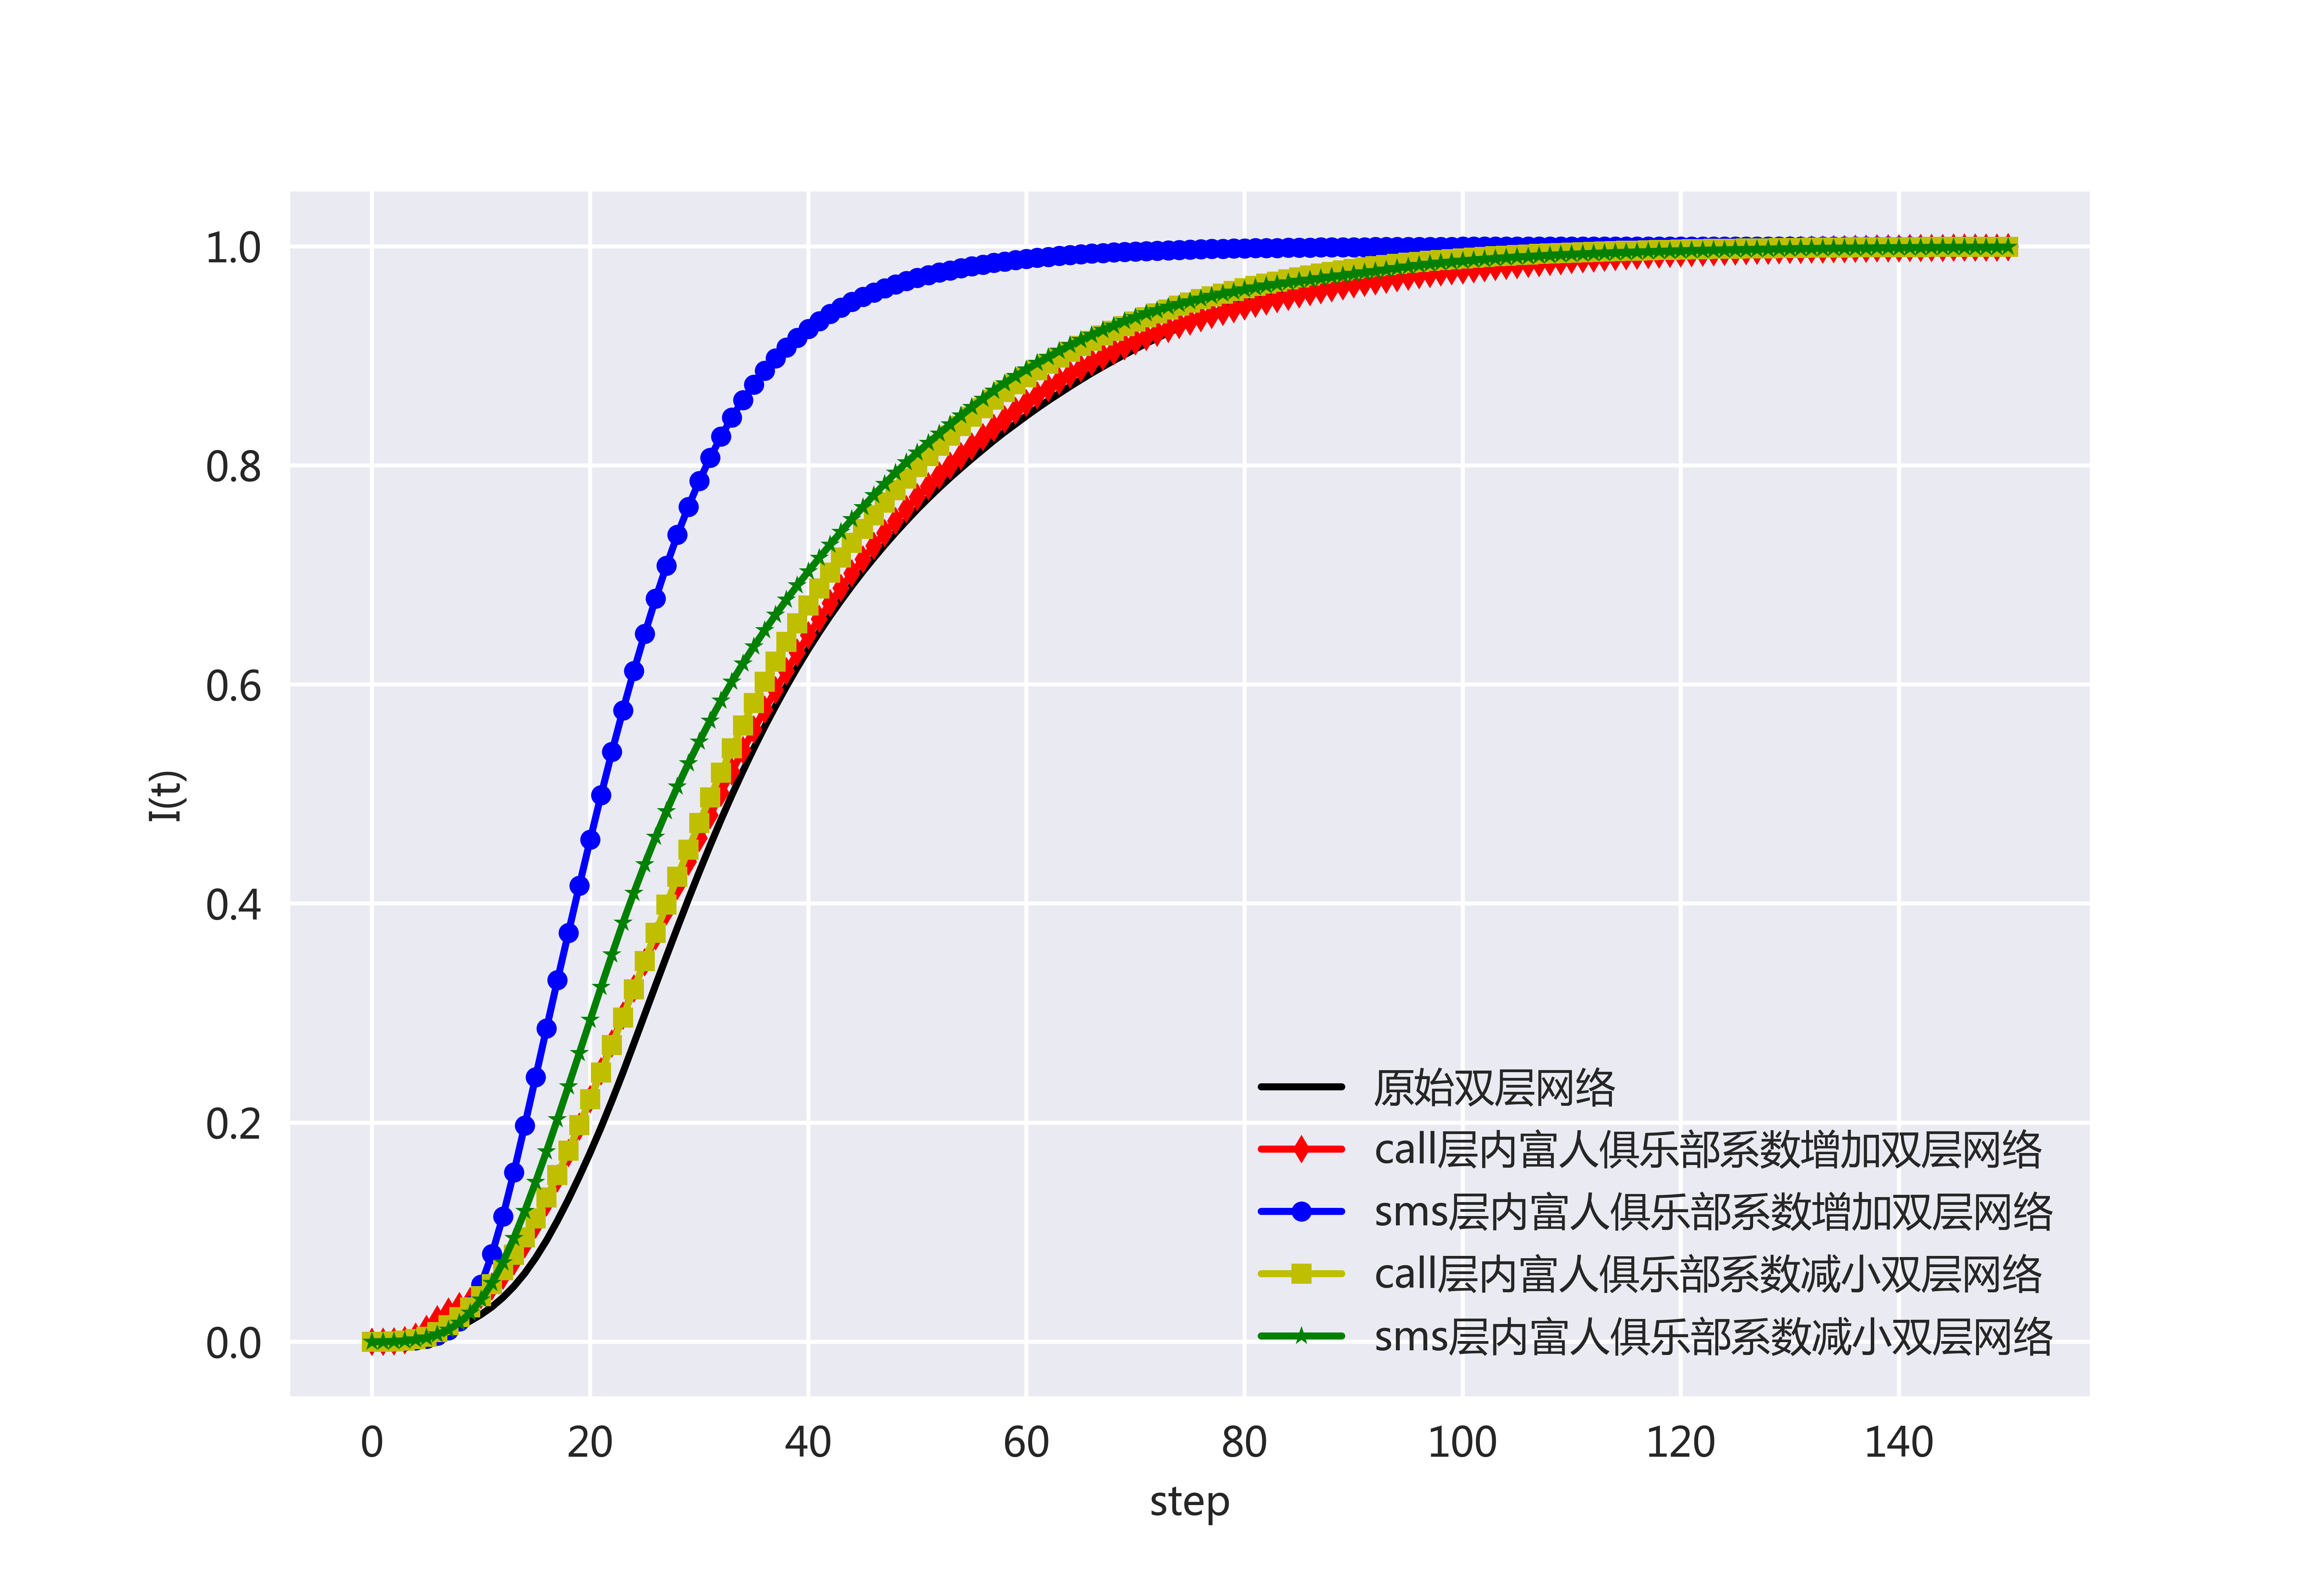 1.0
0.8
0.6
0.4
0.2
0.0
I(t)
原始双层网络
call层内富人俱乐部系数增加双层网络
sms层内富人俱乐部系数增加双层网络
call层内富人俱乐部系数减小双层网络
sms层内富人俱乐部系数减小双层网络
0 20 40 60 80 100 120 140
step